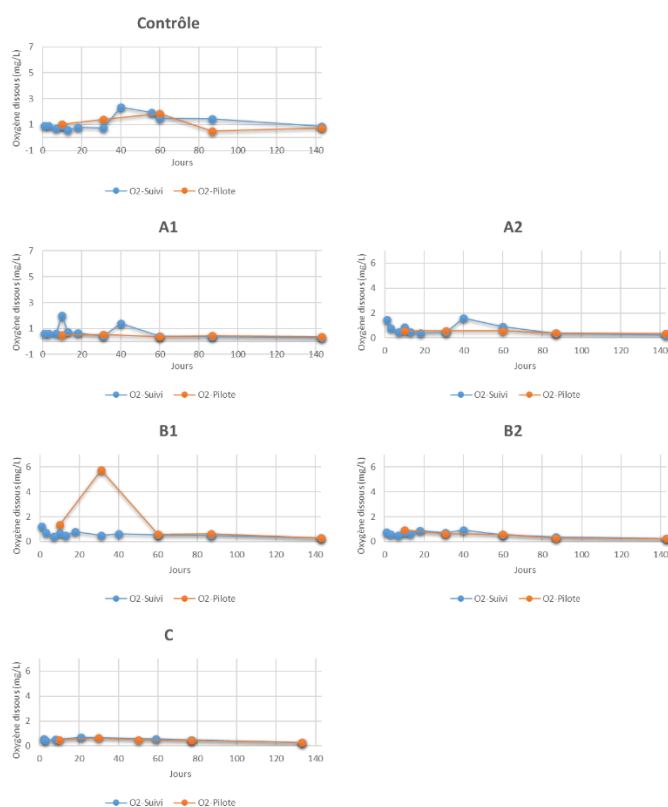 Contrôle
Oxygène dissous (mg/L)
7
5
3
1
-1
0 20 40 60 80 100 120 140
Jours
O2-Suivi O2-Pilote
A1
Oxygène dissous (mg/L)
7
5
3
1
-1
0 20 40 60 80 100 120 140
Jours
O2-Suivi O2-Pilote
A2
Oxygène dissous (mg/L)
6
4
2
0
0 20 40 60 80 100 120 140
Jours
O2-Suivi O2-Pilote
B1
Oxygène dissous (mg/L)
6
4
2
0
0 20 40 60 80 100 120 140
Jours
O2-Suivi O2-Pilote
B2
Oxygène dissous (mg/L)
6
4
2
0
0 20 40 60 80 100 120 140
Jours
O2-Suivi O2-Pilote
C
Oxygène dissous (mg/L)
6
4
2
0
0 20 40 60 80 100 120 140
Jours
O2-Suivi O2-Pilote